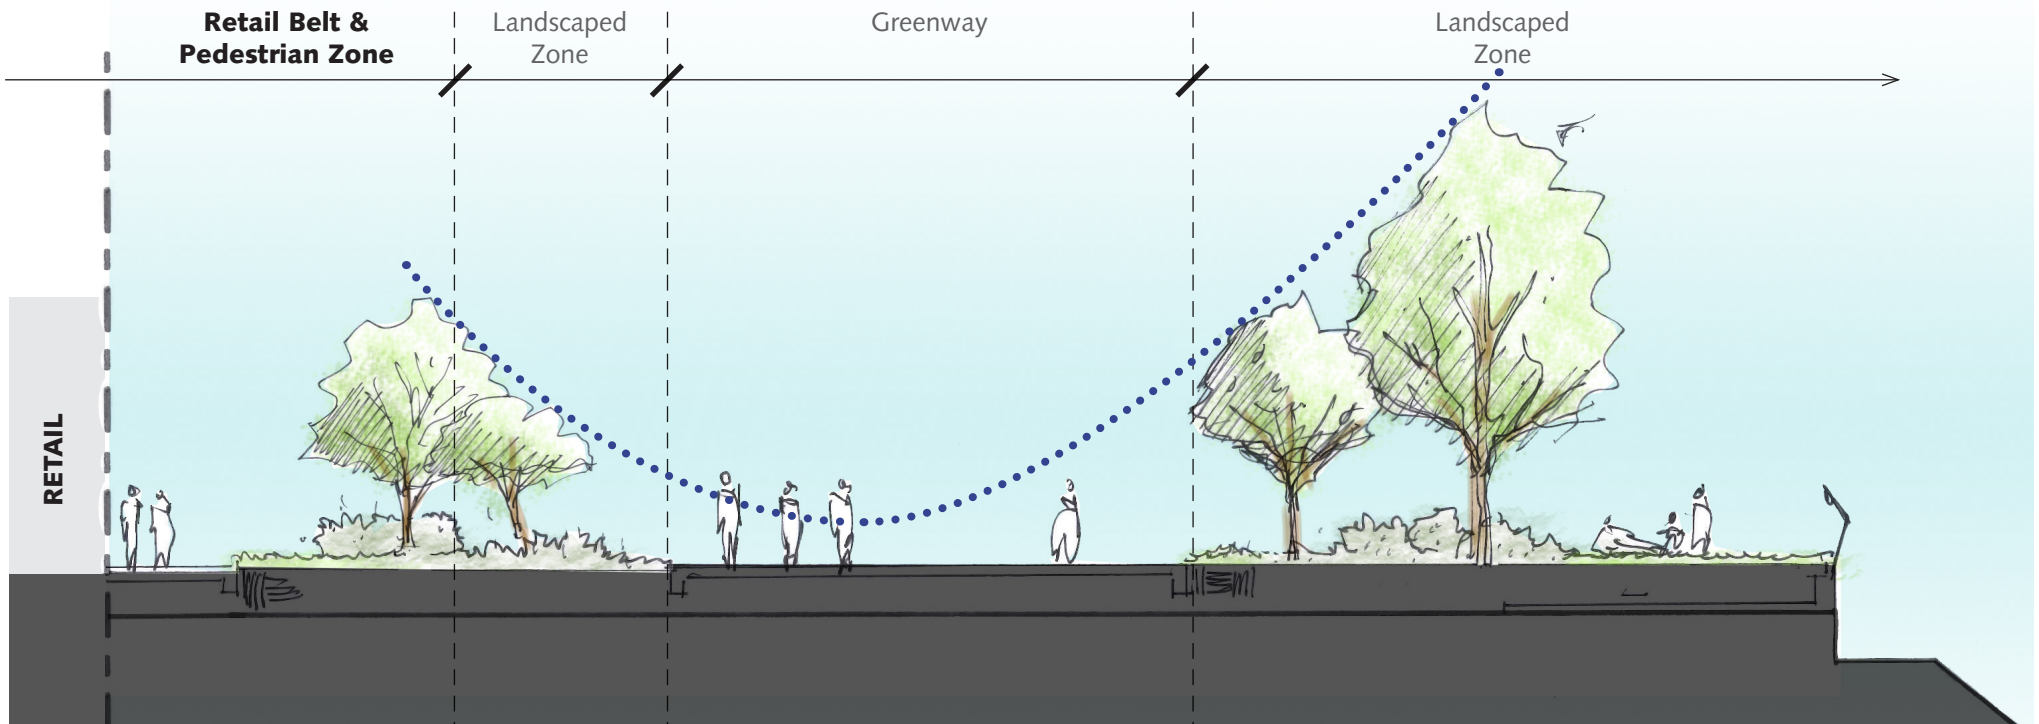 Retail Belt &
Pedestrian Zone
Landscaped
Zone
Greenway
Landscaped
Zone
RETAIL